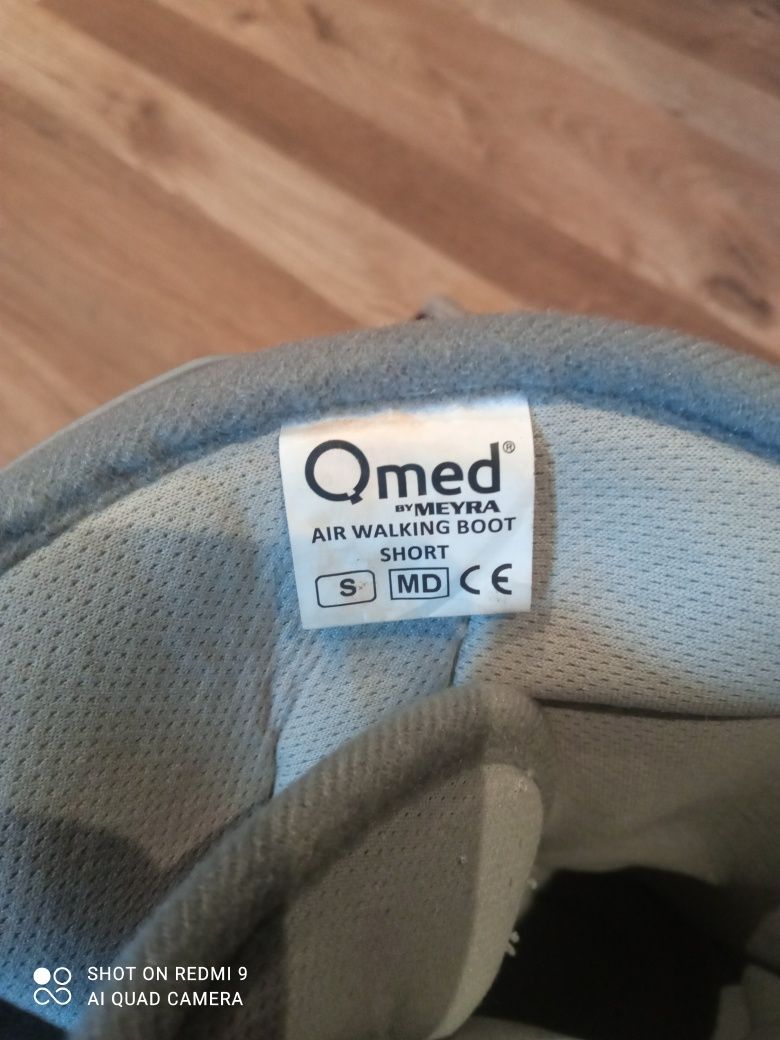 Qmed®
BY MEYRA
AIR WALKING BOOT
SHORT
S MD CE
SHOT ON REDMI 9
AI QUAD CAMERA